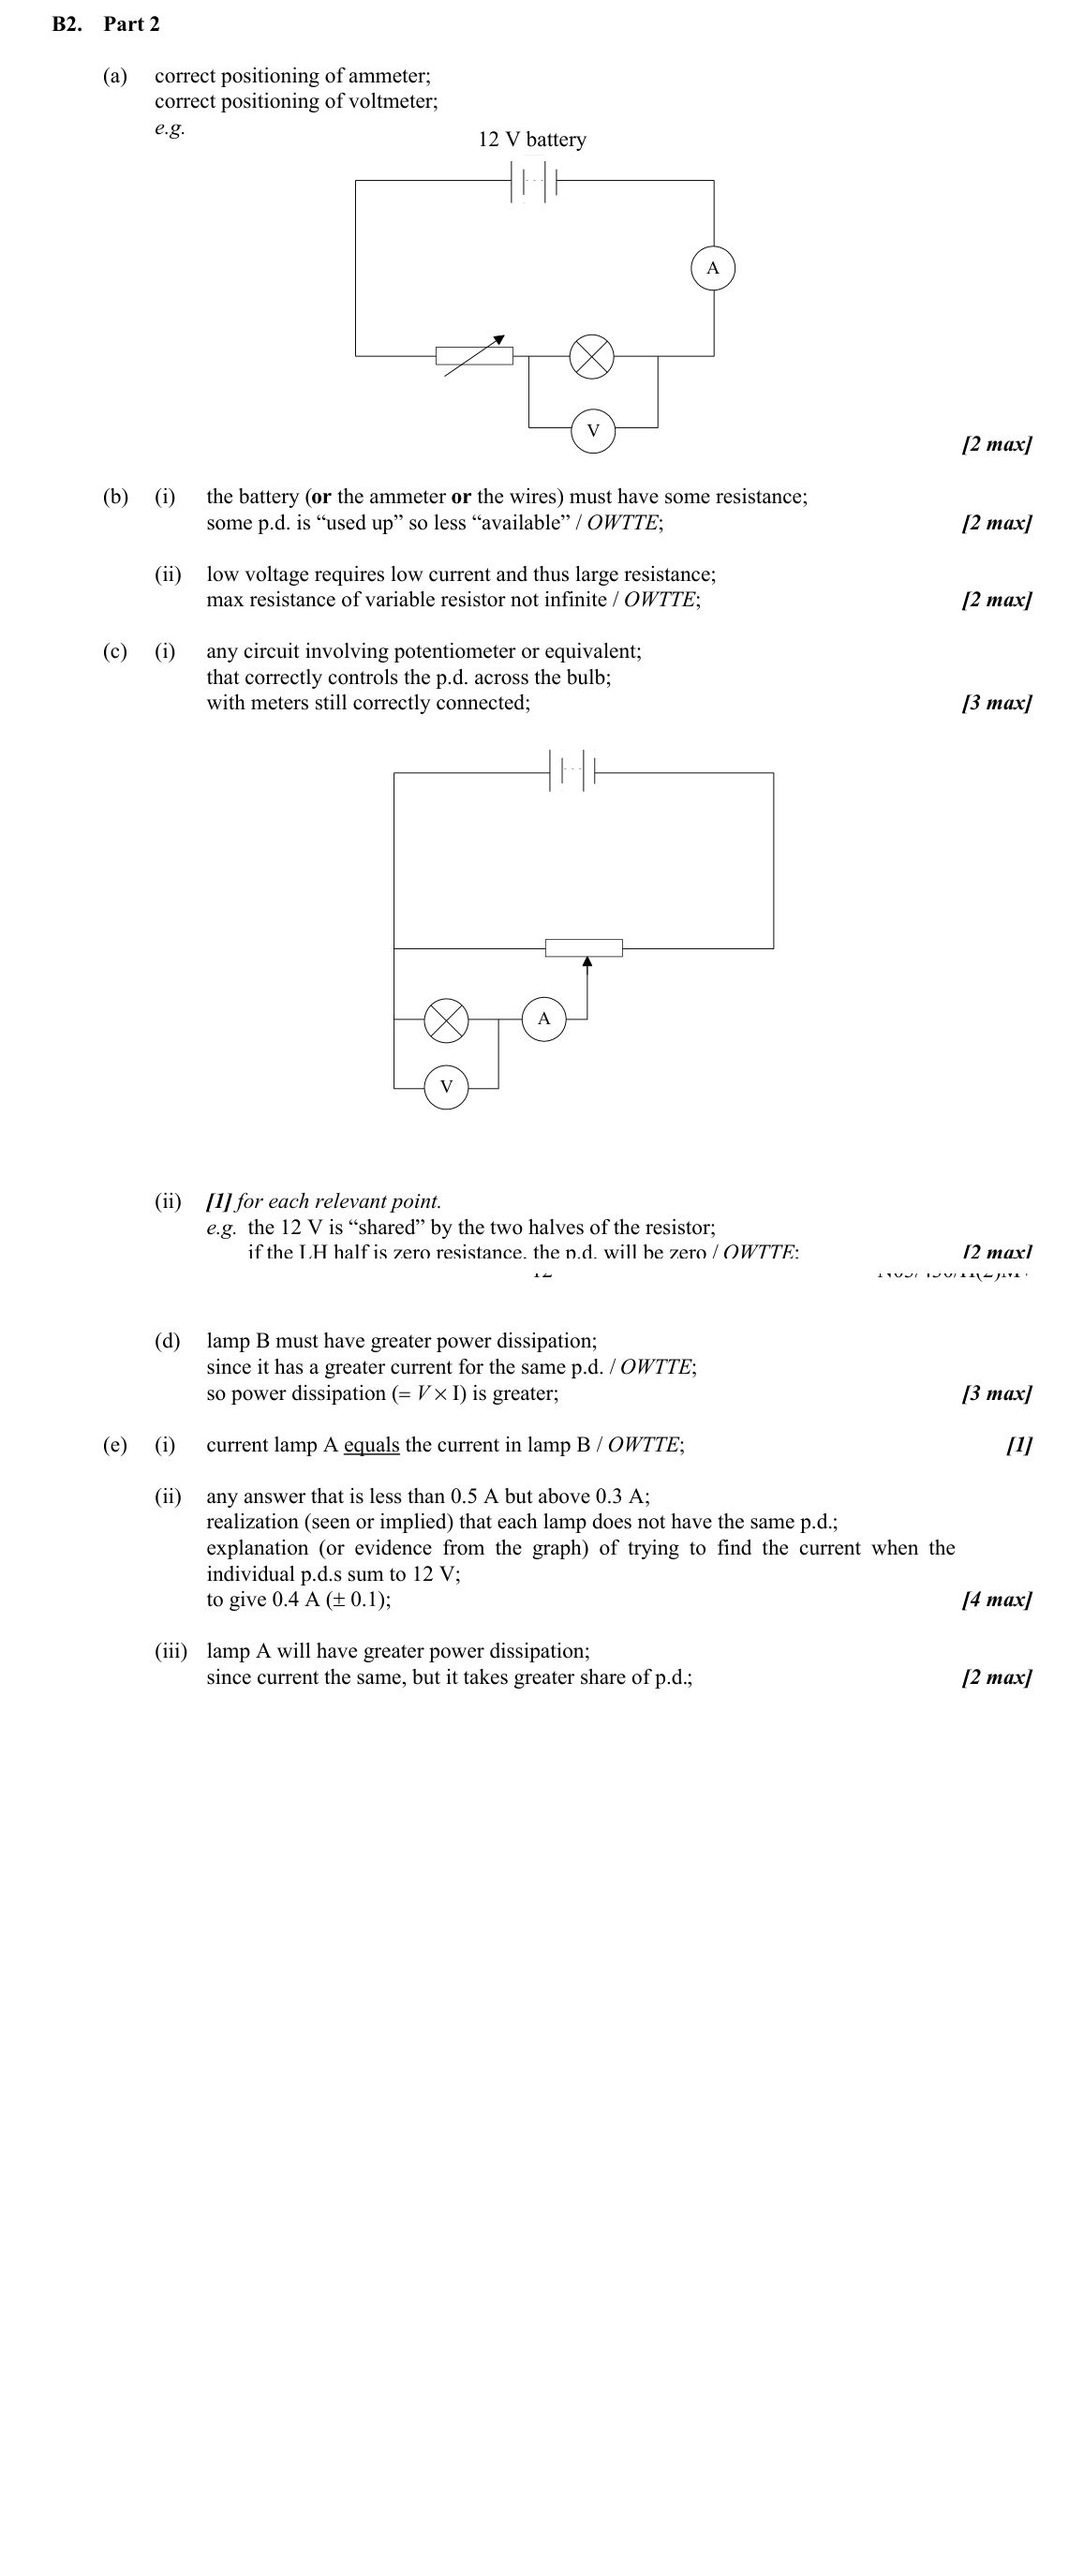 B2. Part 2
(a) correct positioning of ammeter;
correct positioning of voltmeter;
e.g.
12 V battery
A
V
[2 max]
(b) (i) the battery (or the ammeter or the wires) must have some resistance;
some p.d. is “used up” so less “available” / OWTTE; [2 max]
(ii) low voltage requires low current and thus large resistance;
max resistance of variable resistor not infinite / OWTTE; [2 max]
(c) (i) any circuit involving potentiometer or equivalent;
that correctly controls the p.d. across the bulb;
with meters still correctly connected; [3 max]
A
V
(ii) [1] for each relevant point.
e.g. the 12 V is “shared” by the two halves of the resistor;
if the LH half is zero resistance, the p.d. will be zero / OWTTE; [2 max]
(d) lamp B must have greater power dissipation;
since it has a greater current for the same p.d. / OWTTE;
so power dissipation (= V × I) is greater; [3 max]
(e) (i) current lamp A equals the current in lamp B / OWTTE; [1]
(ii) any answer that is less than 0.5 A but above 0.3 A;
realization (seen or implied) that each lamp does not have the same p.d.;
explanation (or evidence from the graph) of trying to find the current when the
individual p.d.s sum to 12 V;
to give 0.4 A (± 0.1); [4 max]
(iii) lamp A will have greater power dissipation;
since current the same, but it takes greater share of p.d.; [2 max]